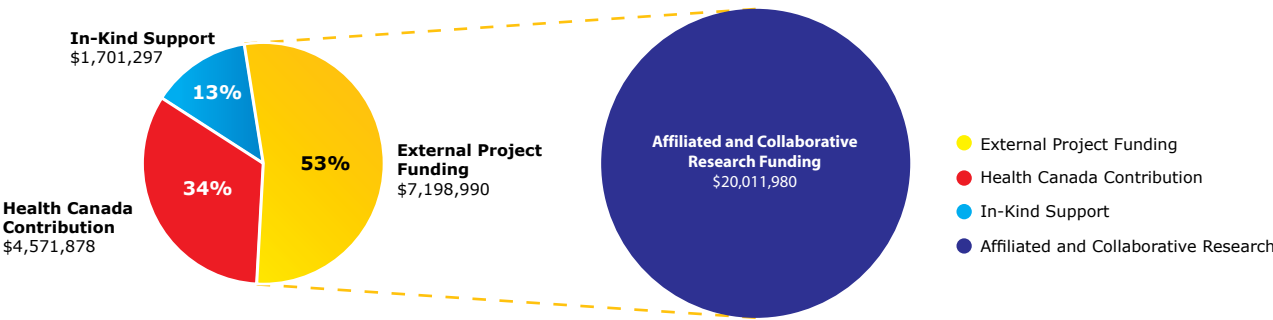 In-Kind Support
$1,701,297
13%
53%
34%
External Project
Funding
$7,198,990
Health Canada
Contribution
$4,571,878
Affiliated and Collaborative
Research Funding
$20,011,980
External Project Funding
Health Canada Contribution
In-Kind Support
Affiliated and Collaborative Research